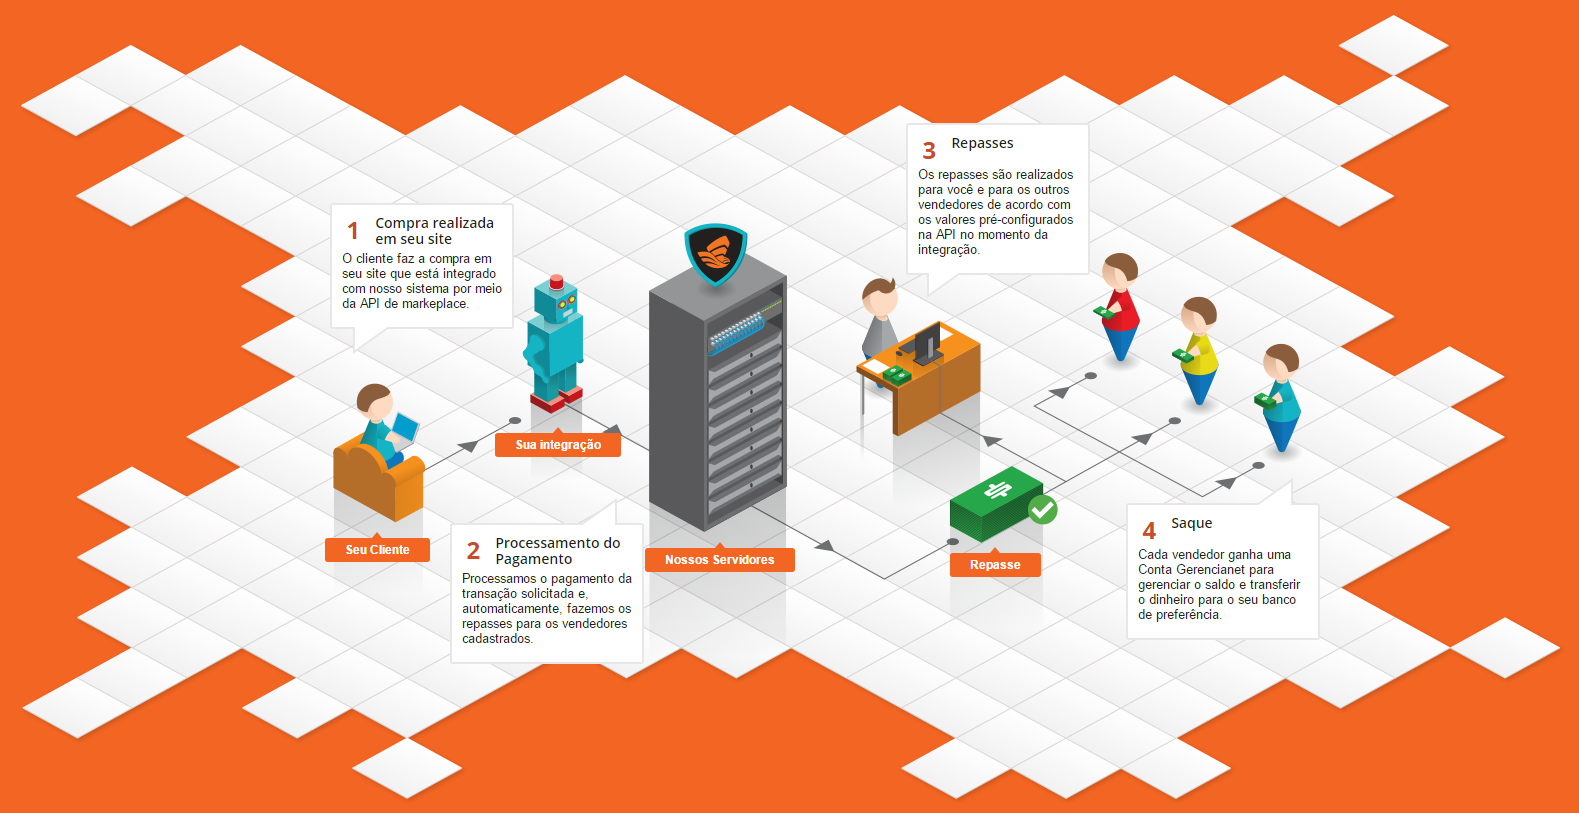 1
Compra realizada
em seu site
O cliente faz a compra em
seu site que está integrado
com nosso sistema por meio
da API de markeplace.
Seu Cliente
Sua integração
2
Processamento do
Pagamento
Processamos o pagamento da
transação solicitada e,
automaticamente, fazemos os
repasses para os vendedores
cadastrados.
Nossos Servidores
3
Repasses
Os repasses são realizados
para você e para os outros
vendedores de acordo com
os valores pré-configurados
na API no momento da
integração.
Repasse
4
Saque
Cada vendedor ganha uma
Conta Gerencianet para
gerenciar o saldo e transferir
o dinheiro para o seu banco
de preferência.